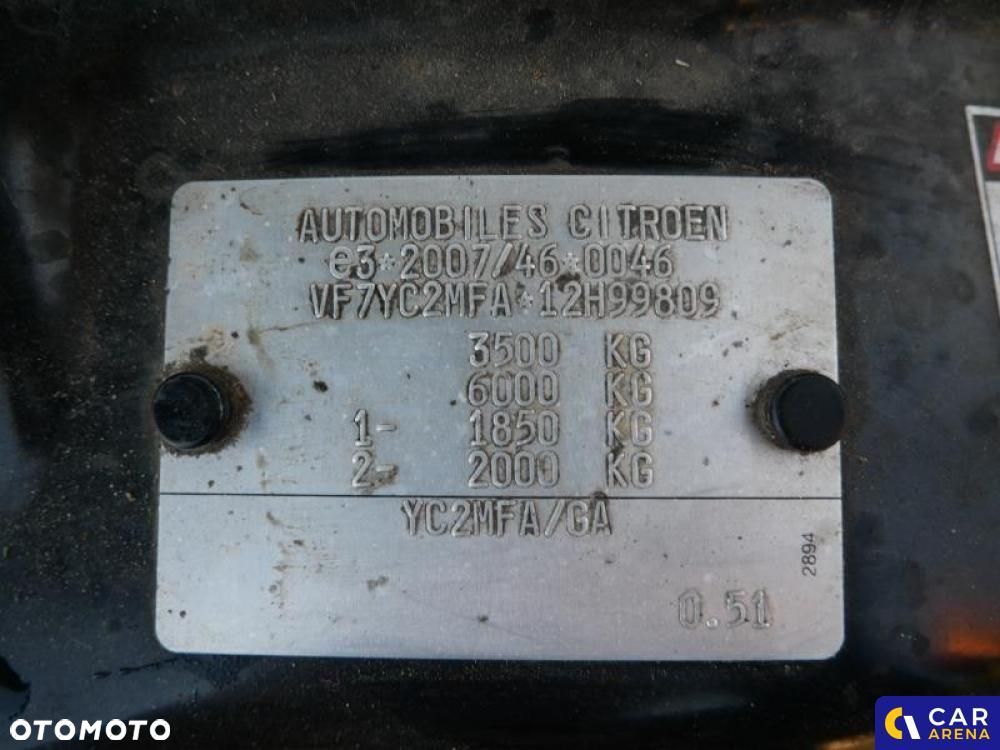 AUTOMOBILES CITROEN
e3*2007/46*0046
VF7YC2MFA*12H99809
3500 KG
6000 KG
1- 1850 KG
2- 2000 KG
YC2MFA/GA
2894
0.51
OTOMOTO
CAR
ARENA